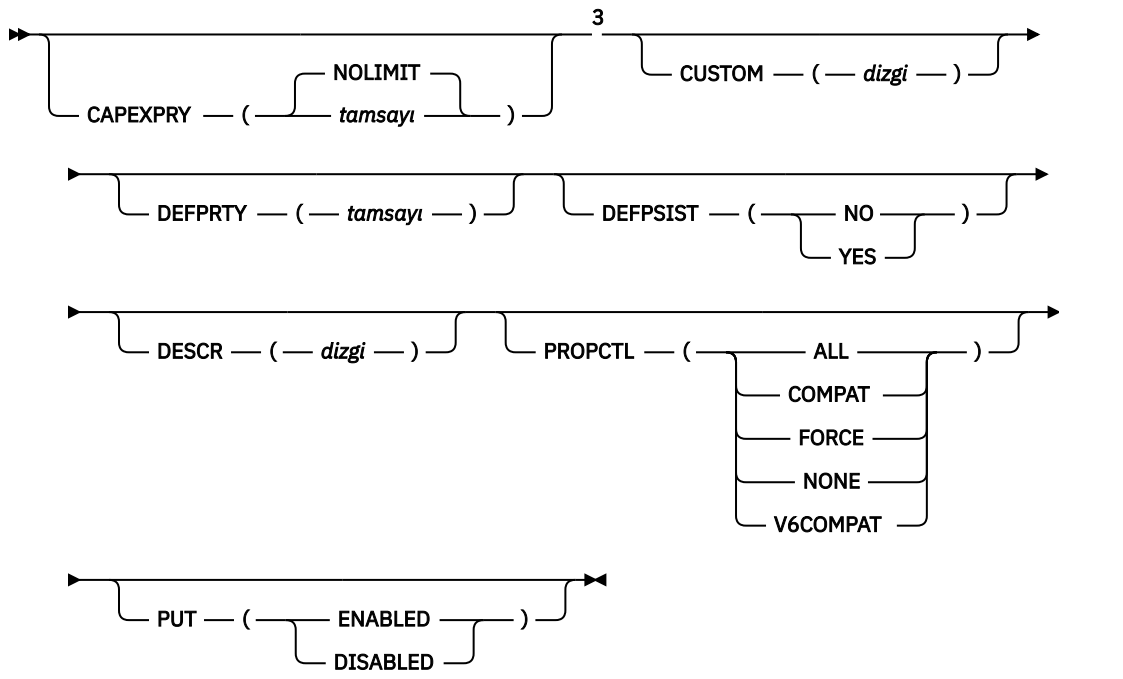 3
CUSTOM ( dizgi )
NOLIMIT
CAPEXPRY ( tamsayı )
DEFPRTY ( tamsayı ) DEFPSIST ( NO )
YES
DESCR ( dizgi ) PROPCTL ( ALL )
COMPAT
FORCE
NONE
V6COMPAT
PUT ( ENABLED )
DISABLED